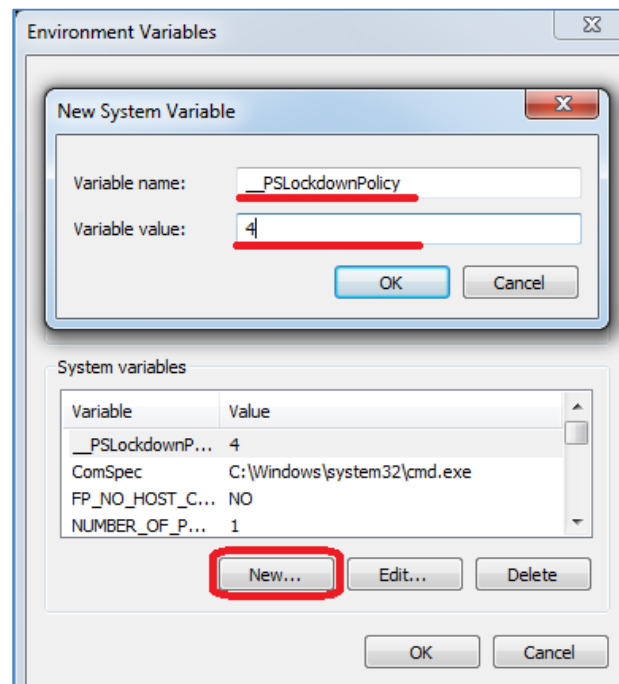 Environment Variables
New System Variable
Variable name: __PSLockdownPolicy
Variable value: 4
OK Cancel
System variables
Variable Value
__PSLockdownP... 4
ComSpec C:\Windows\system32\cmd.exe
FP_NO_HOST_C... NO
NUMBER_OF_P... 1
New... Edit... Delete
OK Cancel